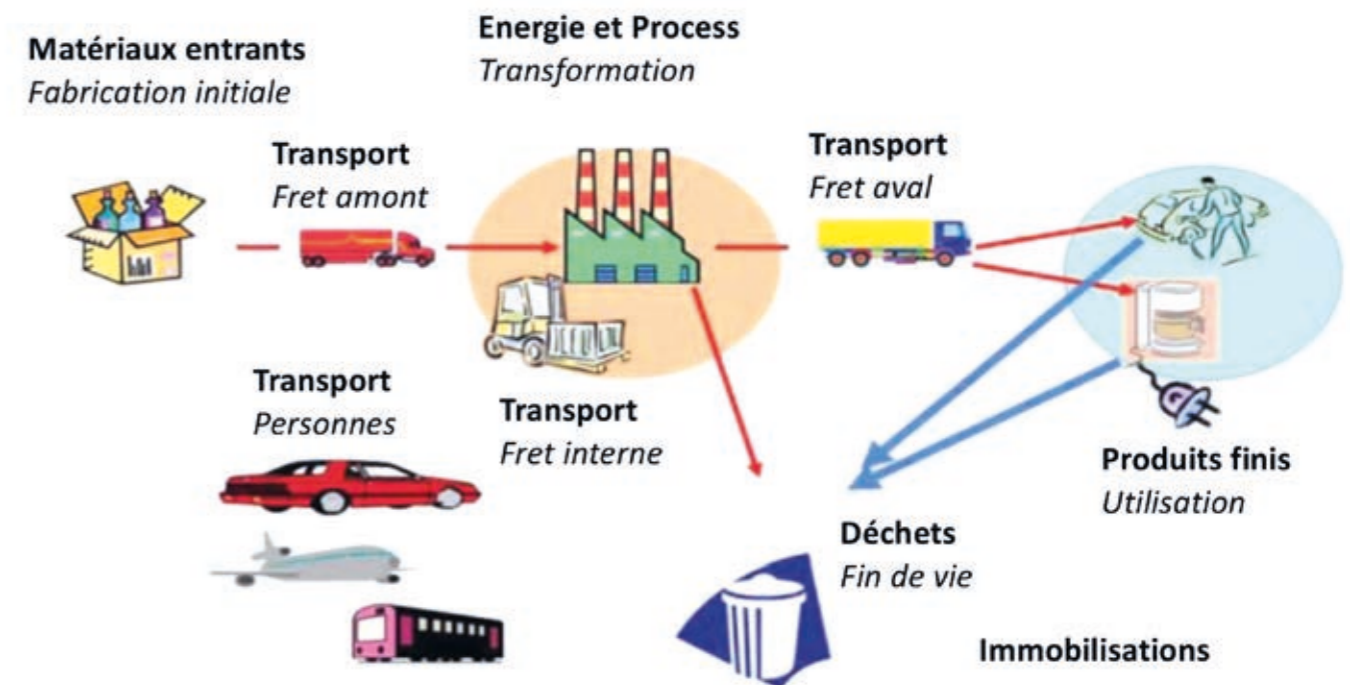 Matériaux entrants
Fabrication initiale
Energie et Process
Transformation
Transport
Fret amont
Transport
Fret aval
Transport
Personnes
Transport
Fret interne
Produits finis
Utilisation
Déchets
Fin de vie
Immobilisations